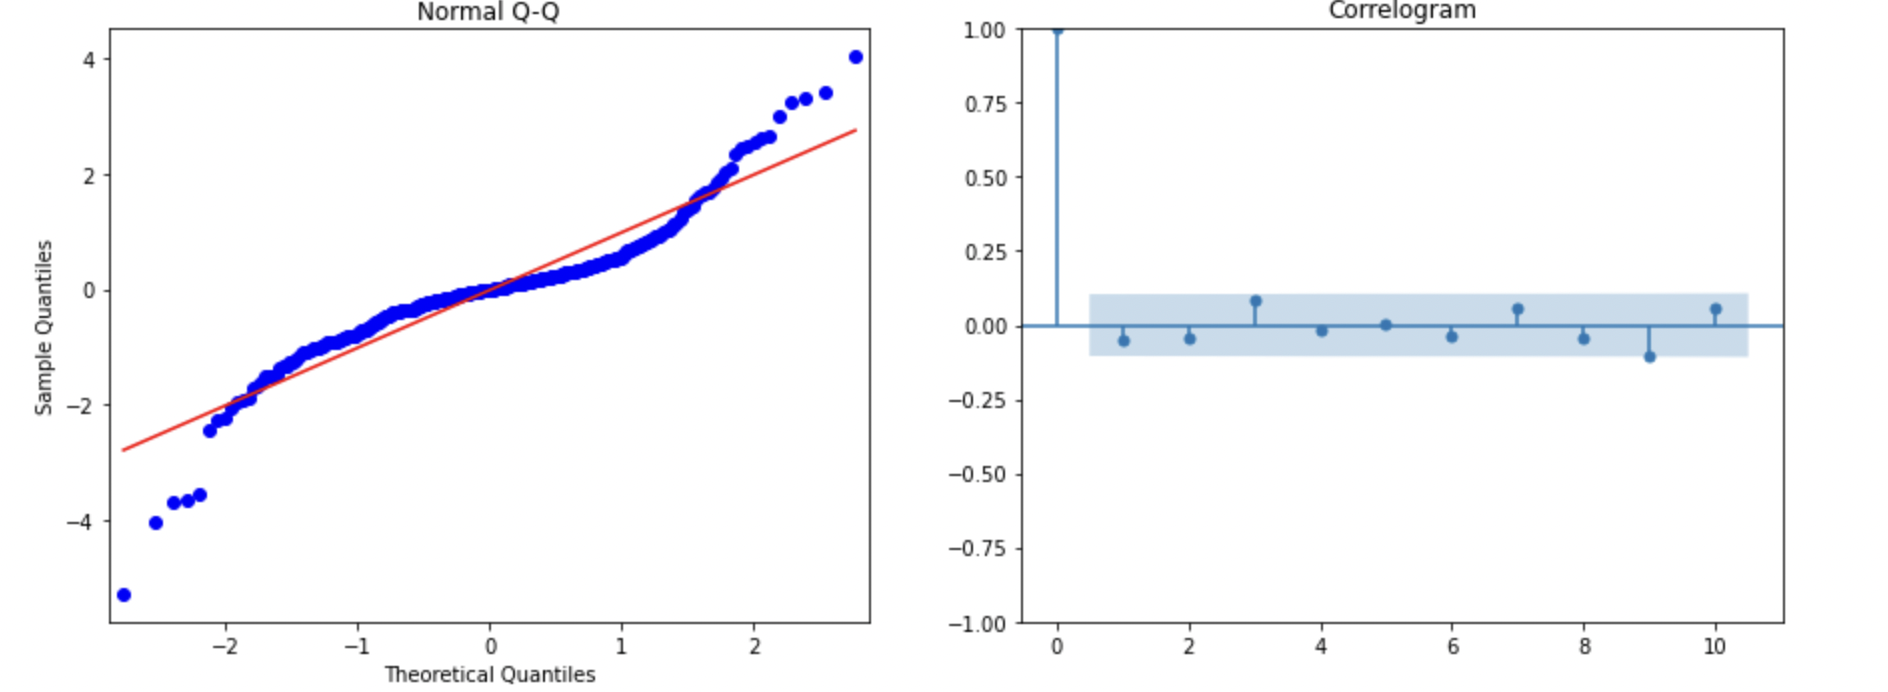 Normal Q-Q
4
2
0
−2
−4
Sample Quantiles
−2 −1 0 1 2
Theoretical Quantiles
Correlogram
1.00
0.75
0.50
0.25
0.00
−0.25
−0.50
−0.75
−1.00
0 2 4 6 8 10